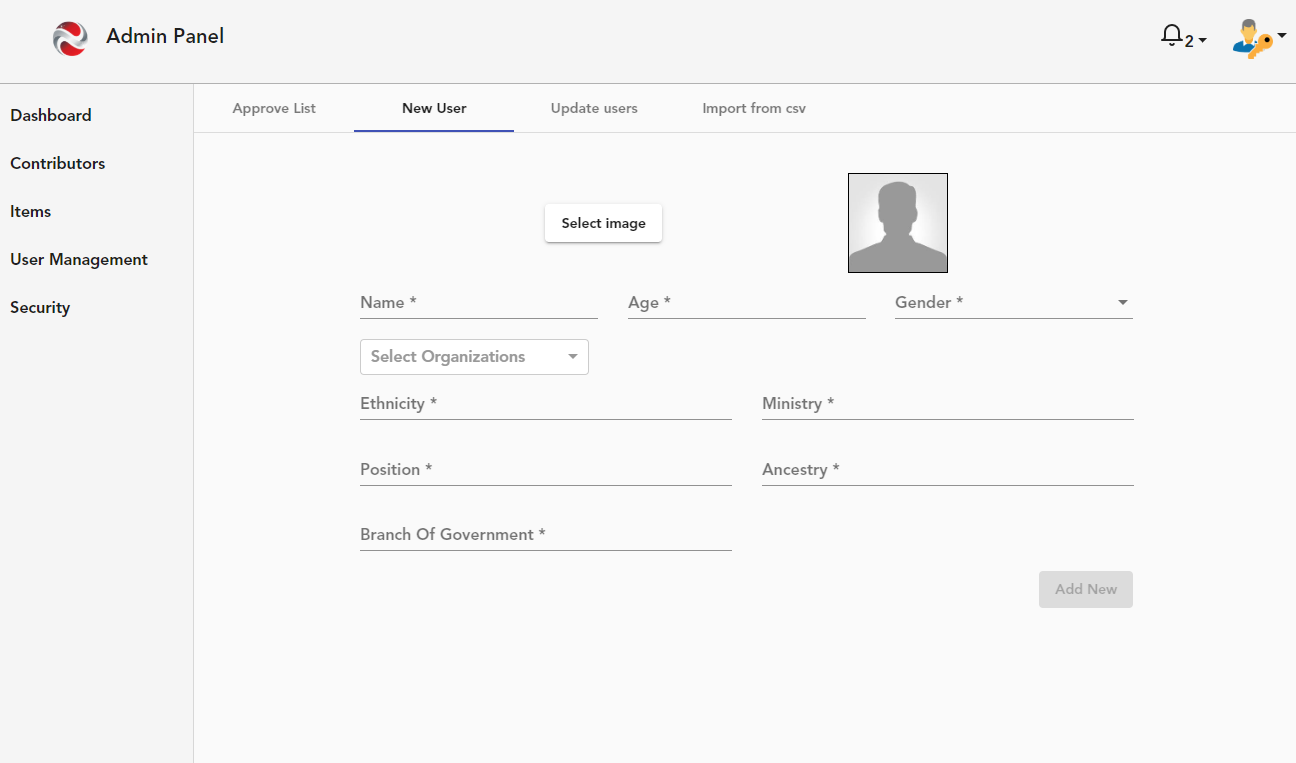 Admin Panel
2
Dashboard
Contributors
Items
User Management
Security
Approve List
New User
Update users
Import from csv
Select image
Name *
Age *
Gender *
Select Organizations
Ethnicity *
Ministry *
Position *
Ancestry *
Branch Of Government *
Add New